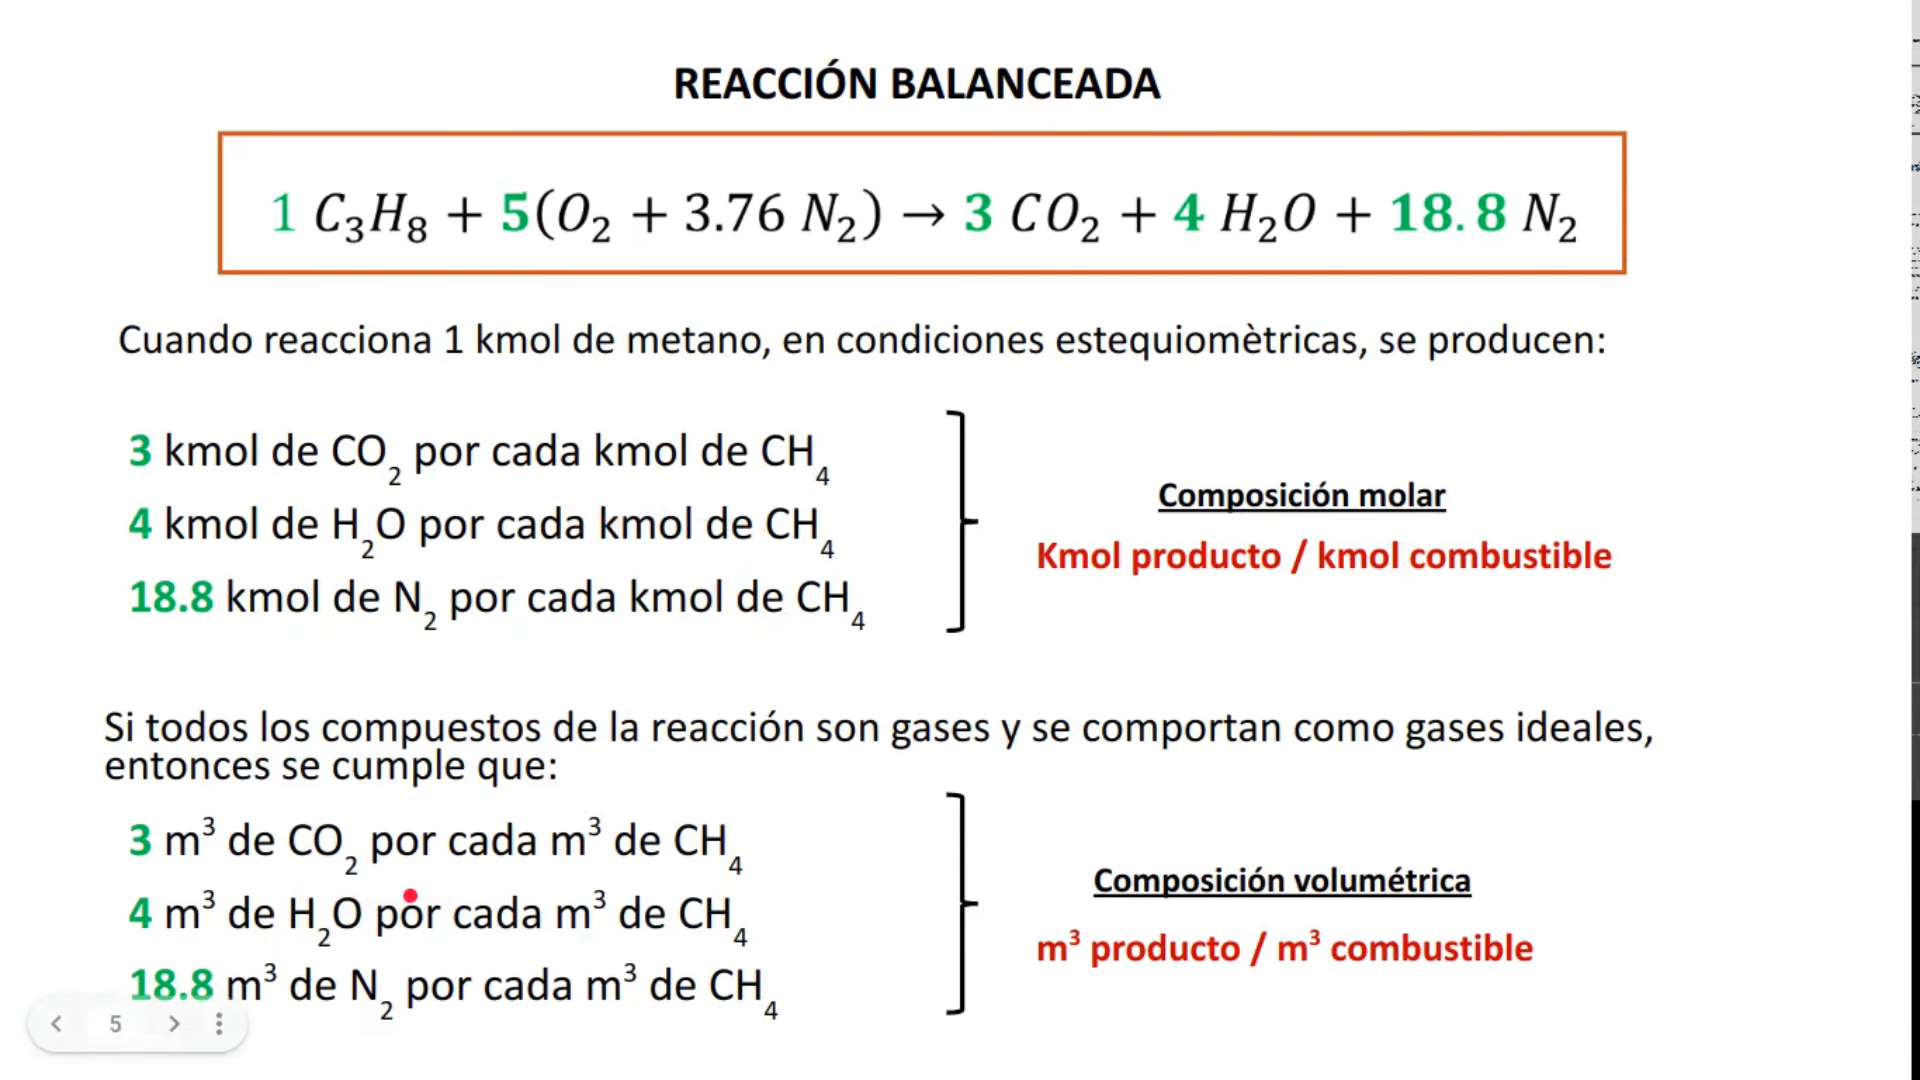 REACCIÓN BALANCEADA
1 C₃H₈ + 5(O₂ + 3.76 N₂) → 3 CO₂ + 4 H₂O + 18.8 N₂
Cuando reacciona 1 kmol de metano, en condiciones estequiomètricas, se producen:
3 kmol de CO₂ por cada kmol de CH₄
4 kmol de H₂O por cada kmol de CH₄
18.8 kmol de N₂ por cada kmol de CH₄
Composición molar
Kmol producto / kmol combustible
Si todos los compuestos de la reacción son gases y se comportan como gases ideales,
entonces se cumple que:
3 m³ de CO₂ por cada m³ de CH₄
4 m³ de H₂O por cada m³ de CH₄
18.8 m³ de N₂ por cada m³ de CH₄
Composición volumétrica
m³ producto / m³ combustible
5